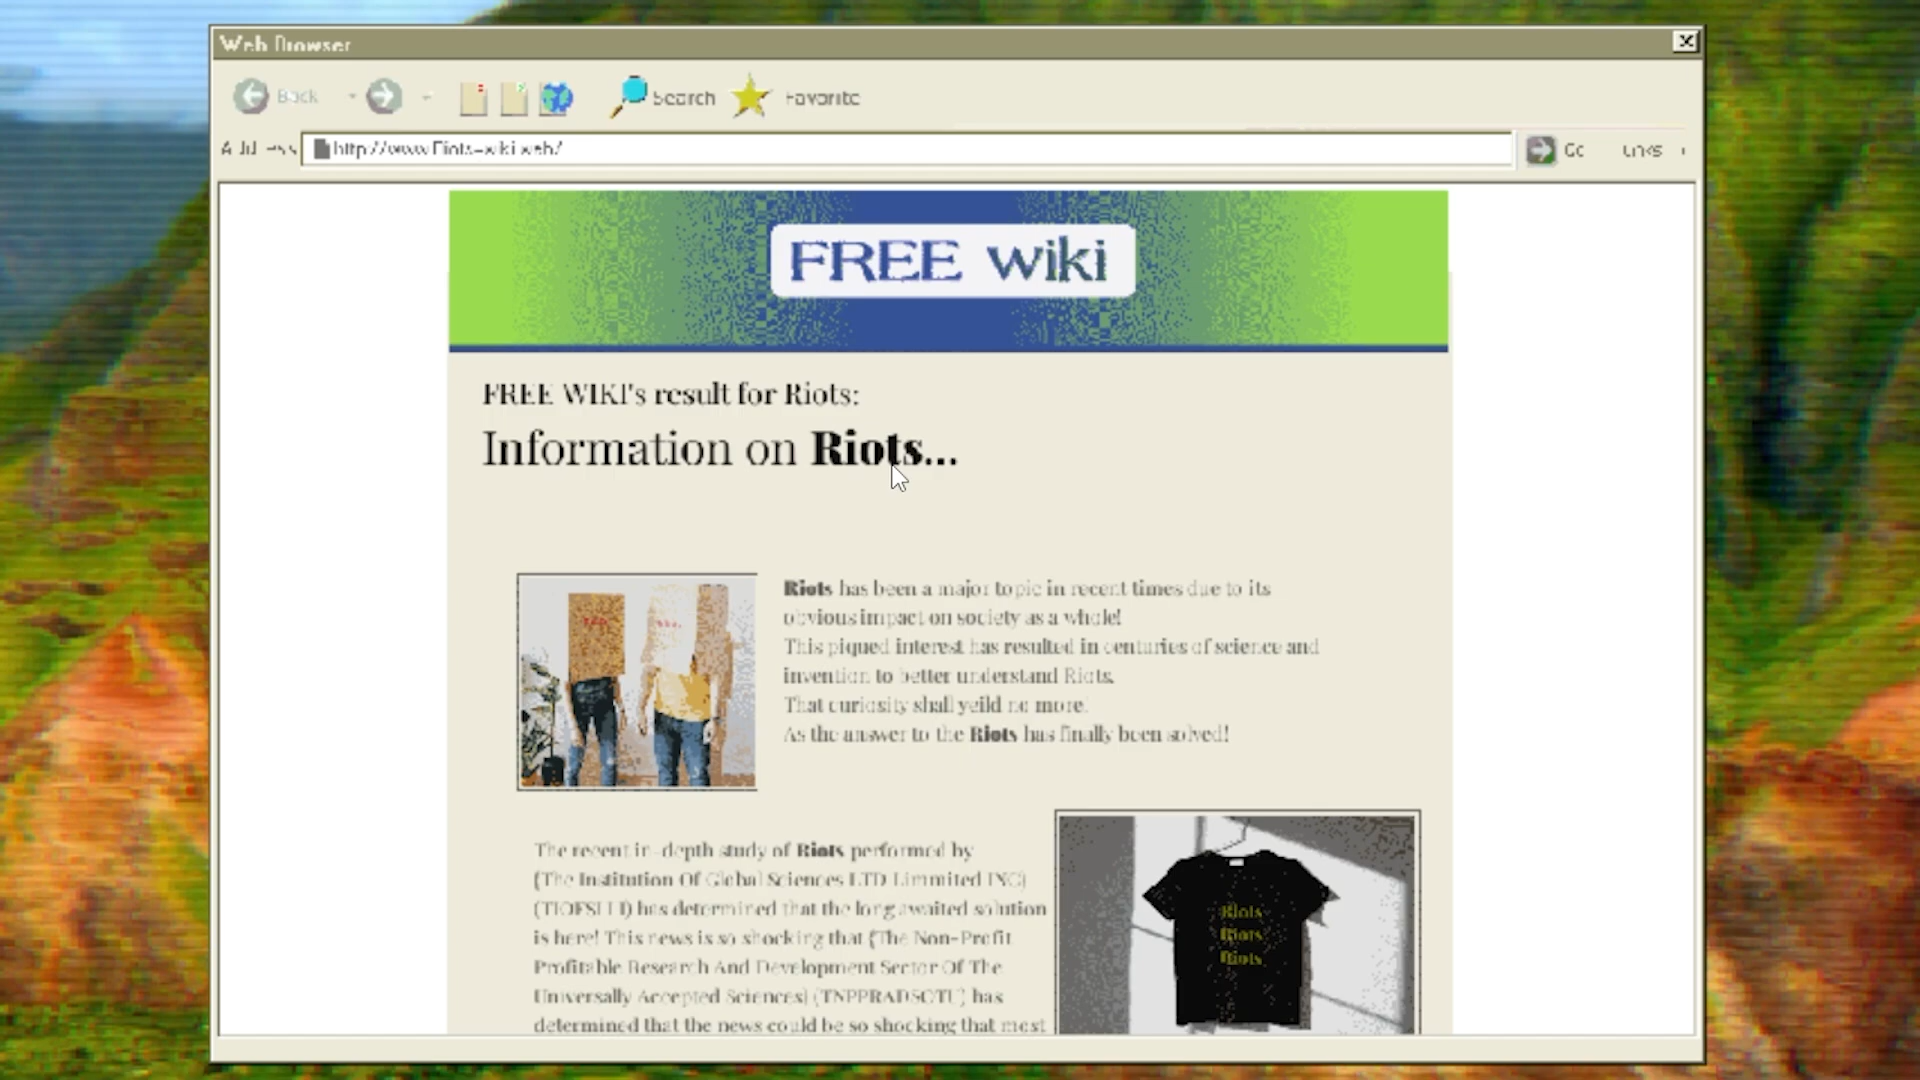 Web Browser
Back
Search
Favorite
Address
http://www.Riots-wiki.web/
Go
Links
FREE wiki
FREE WIKI's result for Riots:
Information on Riots...
Riots has been a major topic in recent times due to its
obvious impact on society as a whole!
This piqued interest has resulted in centuries of science and
invention to better understand Riots.
That curiosity shall yeild no more!
As the answer to the Riots has finally been solved!
The recent in-depth study of Riots performed by
(The Institution Of Global Sciences LTD Limmited INC)
has determined that the long awaited solution
is here! This news is so shocking that (The Non-Profit
Profitable Research And Development Sector Of The
Universally Accepted Sciences) (TNPPRADSOTU) has
determined that the news could be so shocking that most
Riots
Riots
Riots